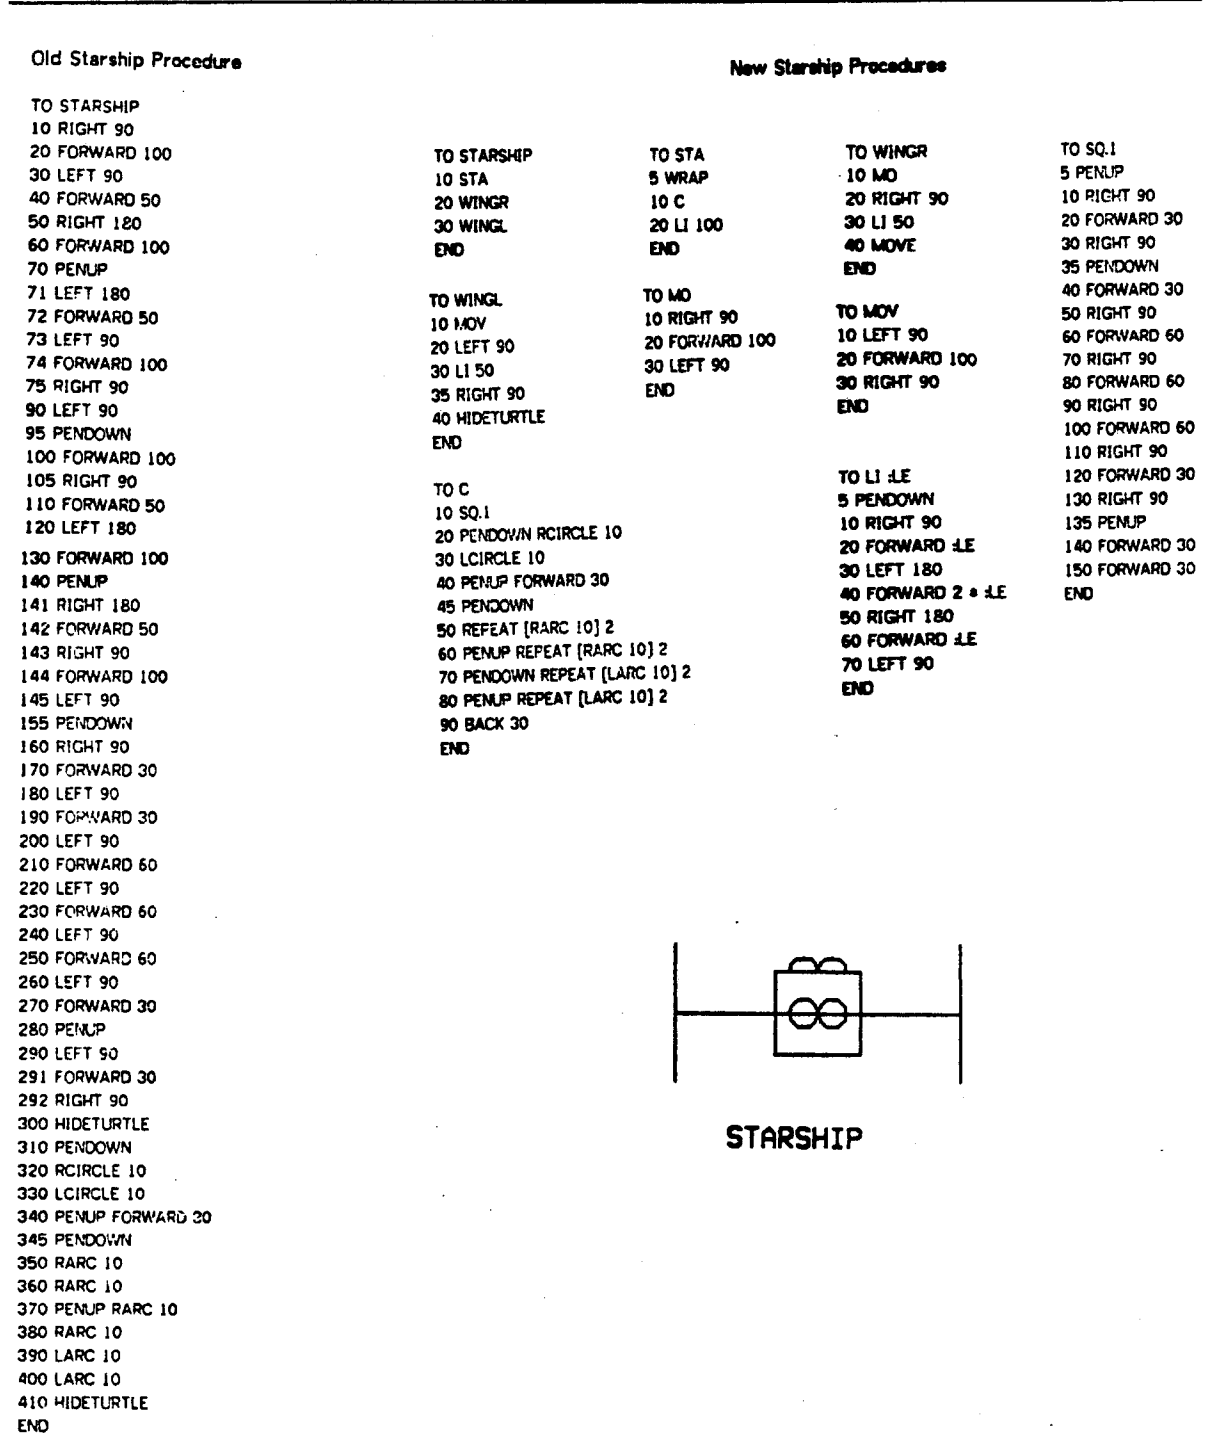 Old Starship Procedure
TO STARSHIP
10 RIGHT 90
20 FORWARD 100
30 LEFT 90
40 FORWARD 50
50 RIGHT 180
60 FORWARD 100
70 PENUP
71 LEFT 180
72 FORWARD 50
73 LEFT 90
74 FORWARD 100
75 RIGHT 90
90 LEFT 90
95 PENDOWN
100 FORWARD 100
105 RIGHT 90
110 FORWARD 50
120 LEFT 180
130 FORWARD 100
140 PENUP
141 RIGHT 180
142 FORWARD 50
143 RIGHT 90
144 FORWARD 100
145 LEFT 90
155 PENDOWN
160 RIGHT 90
170 FORWARD 30
180 LEFT 90
190 FORWARD 30
200 LEFT 90
210 FORWARD 60
220 LEFT 90
230 FORWARD 60
240 LEFT 90
250 FORWARD 60
260 LEFT 90
270 FORWARD 30
280 PENUP
290 LEFT 90
291 FORWARD 30
292 RIGHT 90
300 HIDETURTLE
310 PENDOWN
320 RCIRCLE 10
330 LCIRCLE 10
340 PENUP FORWARD 30
345 PENDOWN
350 RARC 10
360 RARC 10
370 PENUP RARC 10
380 RARC 10
390 LARC 10
400 LARC 10
410 HIDETURTLE
END
New Starship Procedures
TO STARSHIP
10 STA
20 WINGR
30 WINGL
END
TO STA
5 WRAP
10 C
20 LI 100
END
TO WINGR
10 MO
20 RIGHT 90
30 LI 50
40 MOVE
END
TO SQ.1
5 PENUP
10 RIGHT 90
20 FORWARD 30
30 RIGHT 90
35 PENDOWN
40 FORWARD 30
50 RIGHT 90
60 FORWARD 60
70 RIGHT 90
80 FORWARD 60
90 RIGHT 90
100 FORWARD 60
110 RIGHT 90
120 FORWARD 30
130 RIGHT 90
135 PENUP
140 FORWARD 30
150 FORWARD 30
END
TO WINGL
10 MOV
20 LEFT 90
30 LI 50
35 RIGHT 90
40 HIDETURTLE
END
TO MO
10 RIGHT 90
20 FORWARD 100
30 LEFT 90
END
TO MOV
10 LEFT 90
20 FORWARD 100
30 RIGHT 90
END
TO C
10 SQ.1
20 PENDOWN RCIRCLE 10
30 LCIRCLE 10
40 PENUP FORWARD 30
45 PENDOWN
50 REPEAT [RARC 10] 2
60 PENUP REPEAT [RARC 10] 2
70 PENDOWN REPEAT [LARC 10] 2
80 PENUP REPEAT [LARC 10] 2
90 BACK 30
END
TO LI :LE
5 PENDOWN
10 RIGHT 90
20 FORWARD :LE
30 LEFT 180
40 FORWARD 2 * :LE
50 RIGHT 180
60 FORWARD :LE
70 LEFT 90
END
STARSHIP